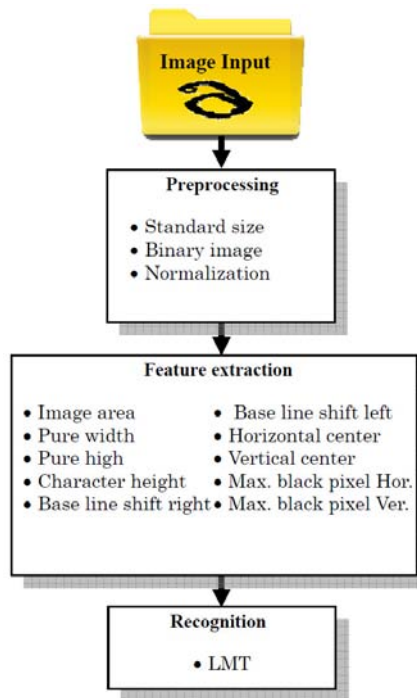 Image Input
Preprocessing
• Standard size
• Binary image
• Normalization
Feature extraction
• Image area
• Pure width
• Pure high
• Character height
• Base line shift right
• Base line shift left
• Horizontal center
• Vertical center
• Max. black pixel Hor.
• Max. black pixel Ver.
Recognition
• LMT